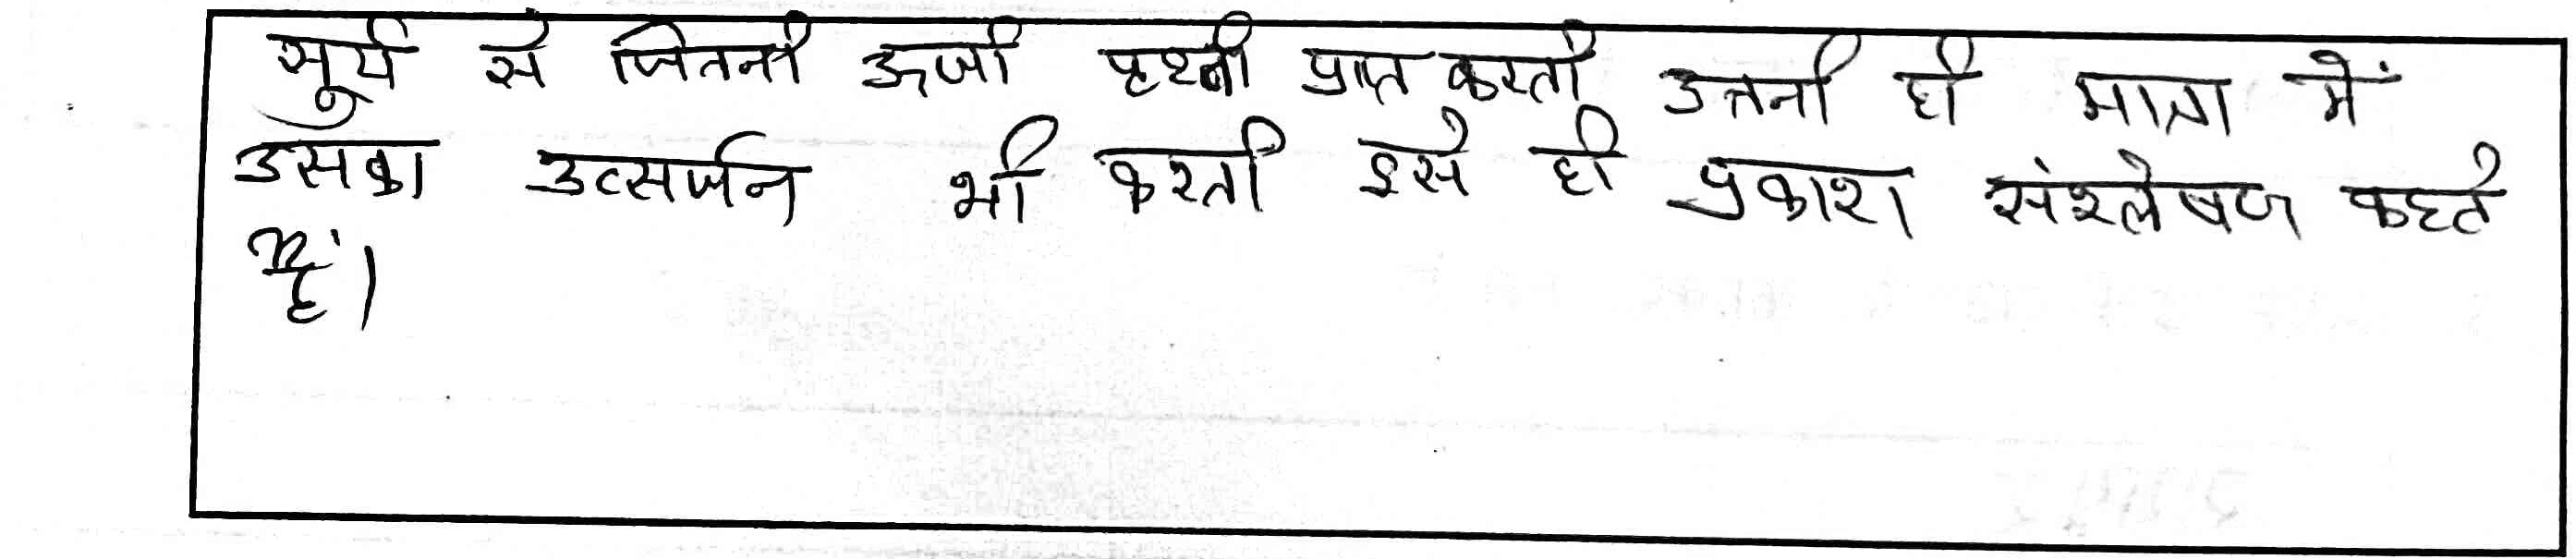 सूर्य से जितनी ऊर्जा पृथ्वी प्राप्त करती उतनी ही मात्रा में
उसका उत्सर्जन भी करती इसे ही प्रकाश संश्लेषण कहते
हैं।